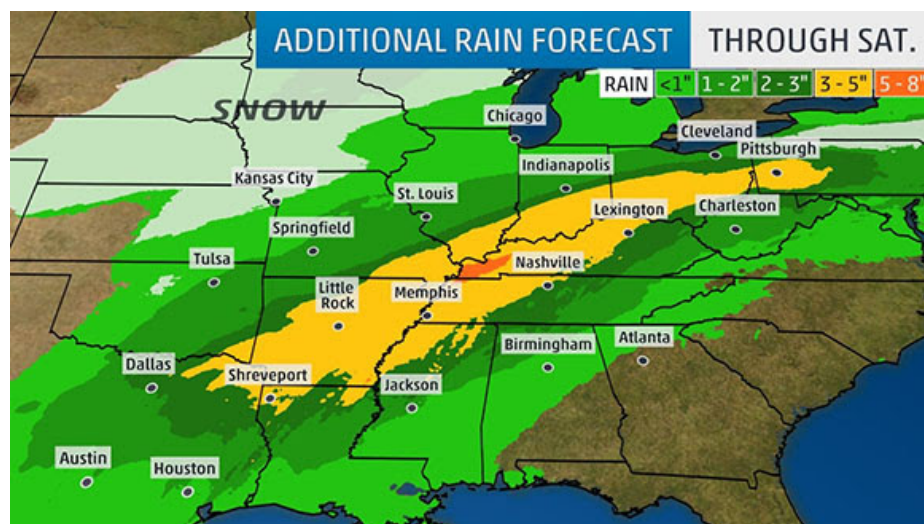 ADDITIONAL RAIN FORECAST
THROUGH SAT.
RAIN <1" 1 - 2" 2 - 3" 3 - 5" 5 - 8"
SNOW
Chicago
Cleveland
Pittsburgh
Indianapolis
Kansas City
St. Louis
Lexington
Charleston
Springfield
Tulsa
Nashville
Little
Rock
Memphis
Birmingham
Atlanta
Dallas
Shreveport
Jackson
Austin
Houston